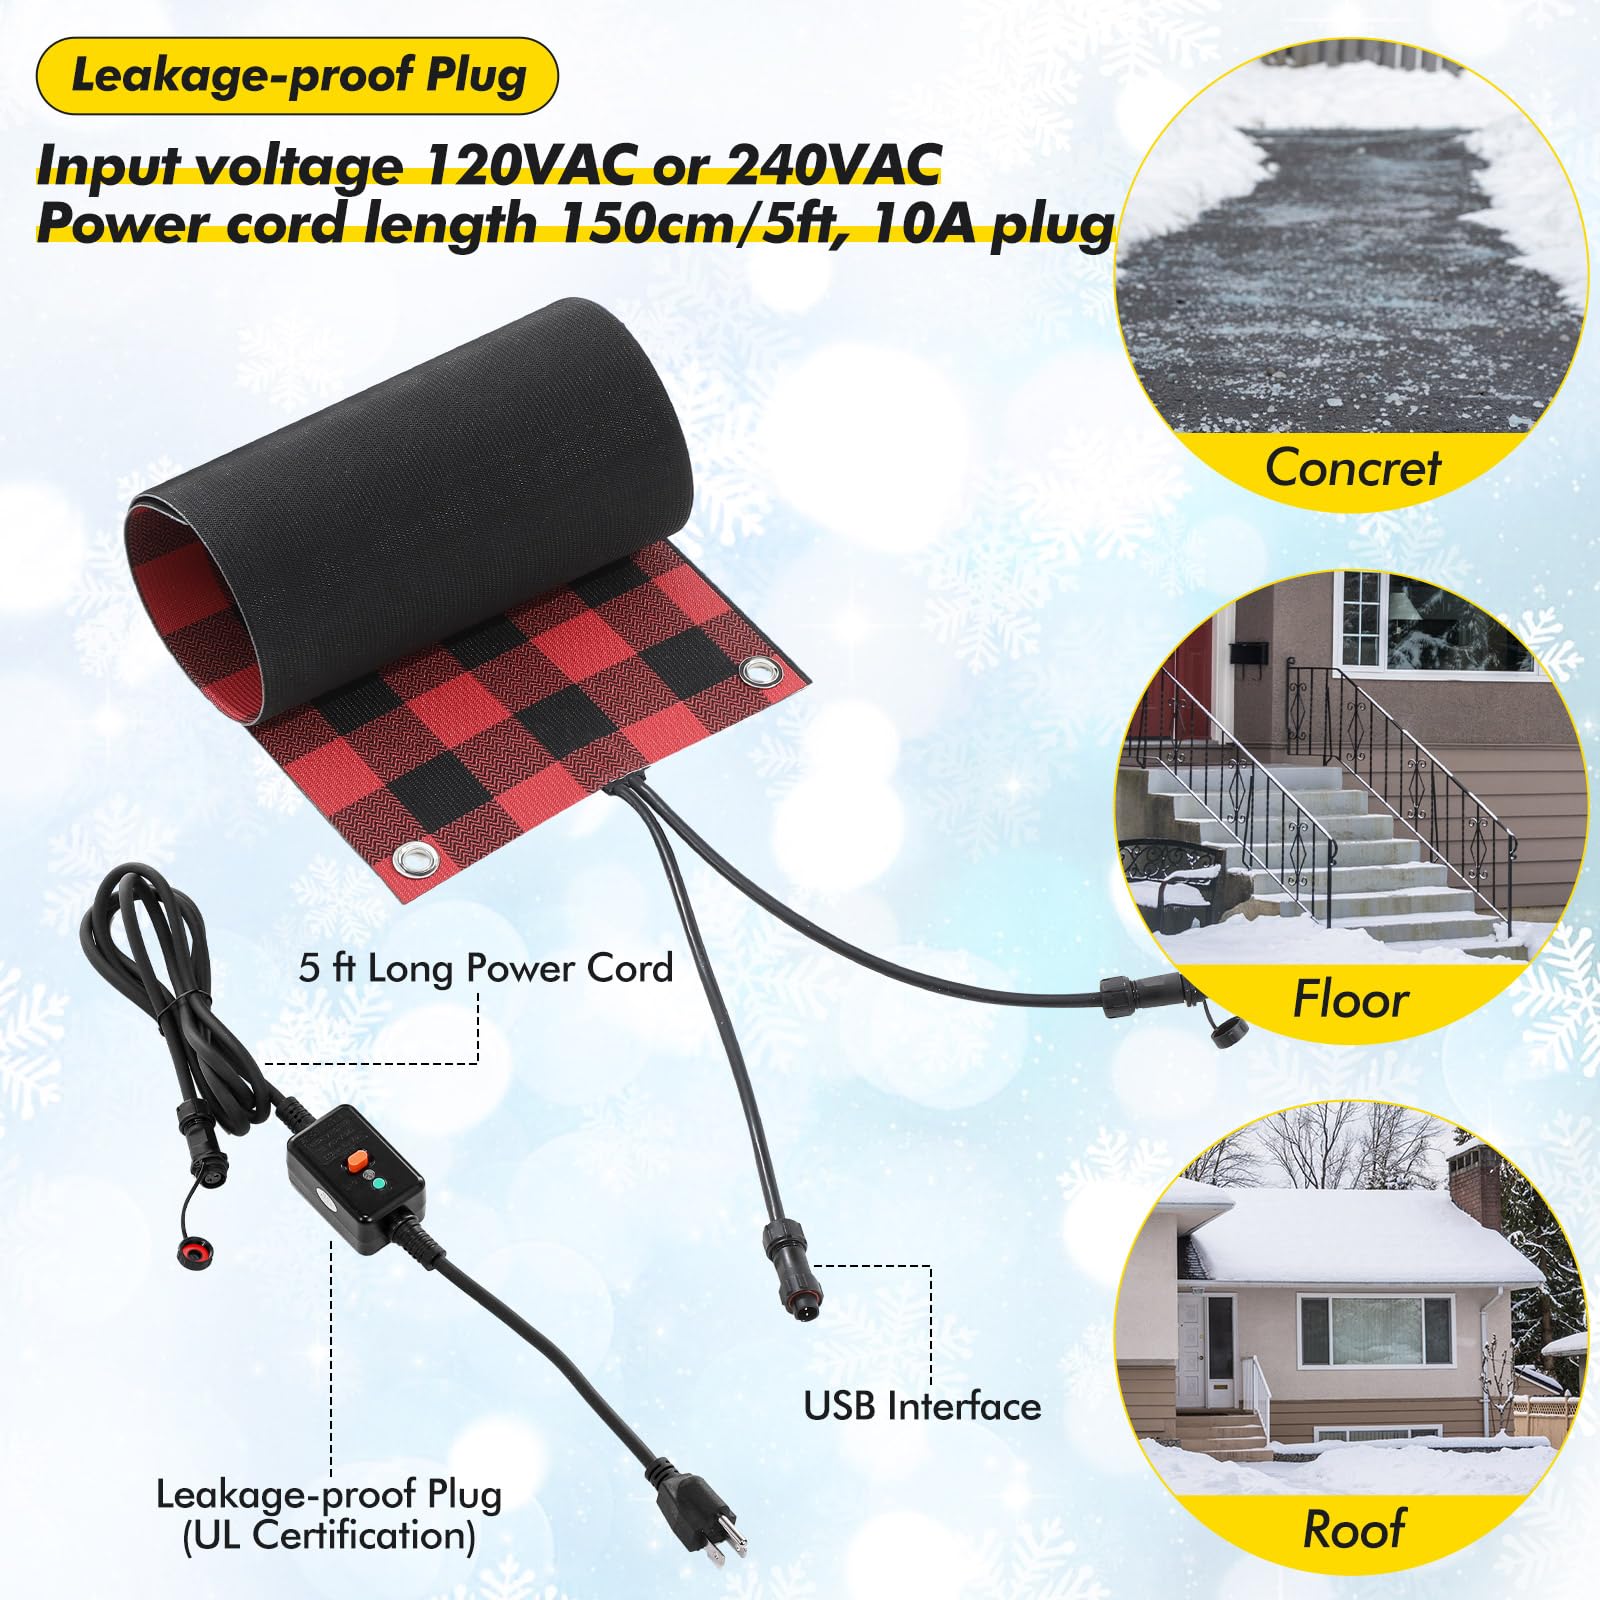 Leakage-proof Plug
Input voltage 120VAC or 240VAC
Power cord length 150cm/5ft, 10A plug
Concret
5 ft Long Power Cord
Floor
USB Interface
Leakage-proof Plug
(UL Certification)
Roof